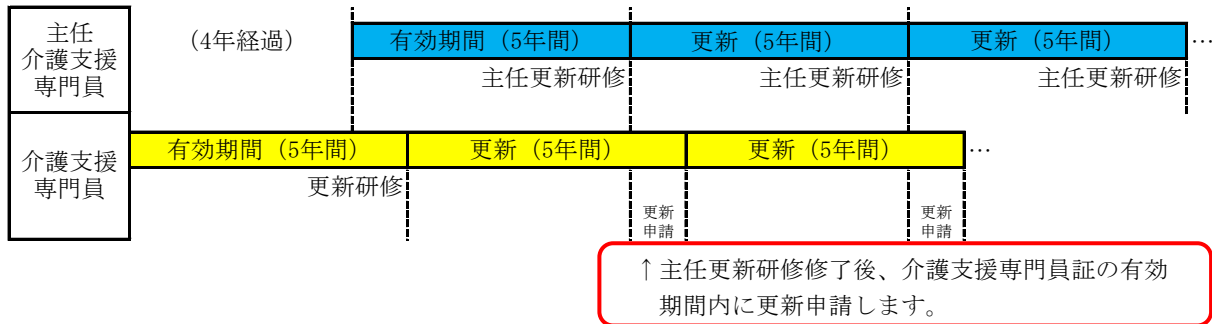 主任
介護支援
専門員
(4年経過)
有効期間（5年間）
更新（5年間）
更新（5年間）
…
主任更新研修
主任更新研修
主任更新研修
介護支援
専門員
有効期間（5年間）
更新（5年間）
更新（5年間）
…
更新研修
更新
申請
更新
申請
↑主任更新研修修了後、介護支援専門員証の有効
期間内に更新申請します。